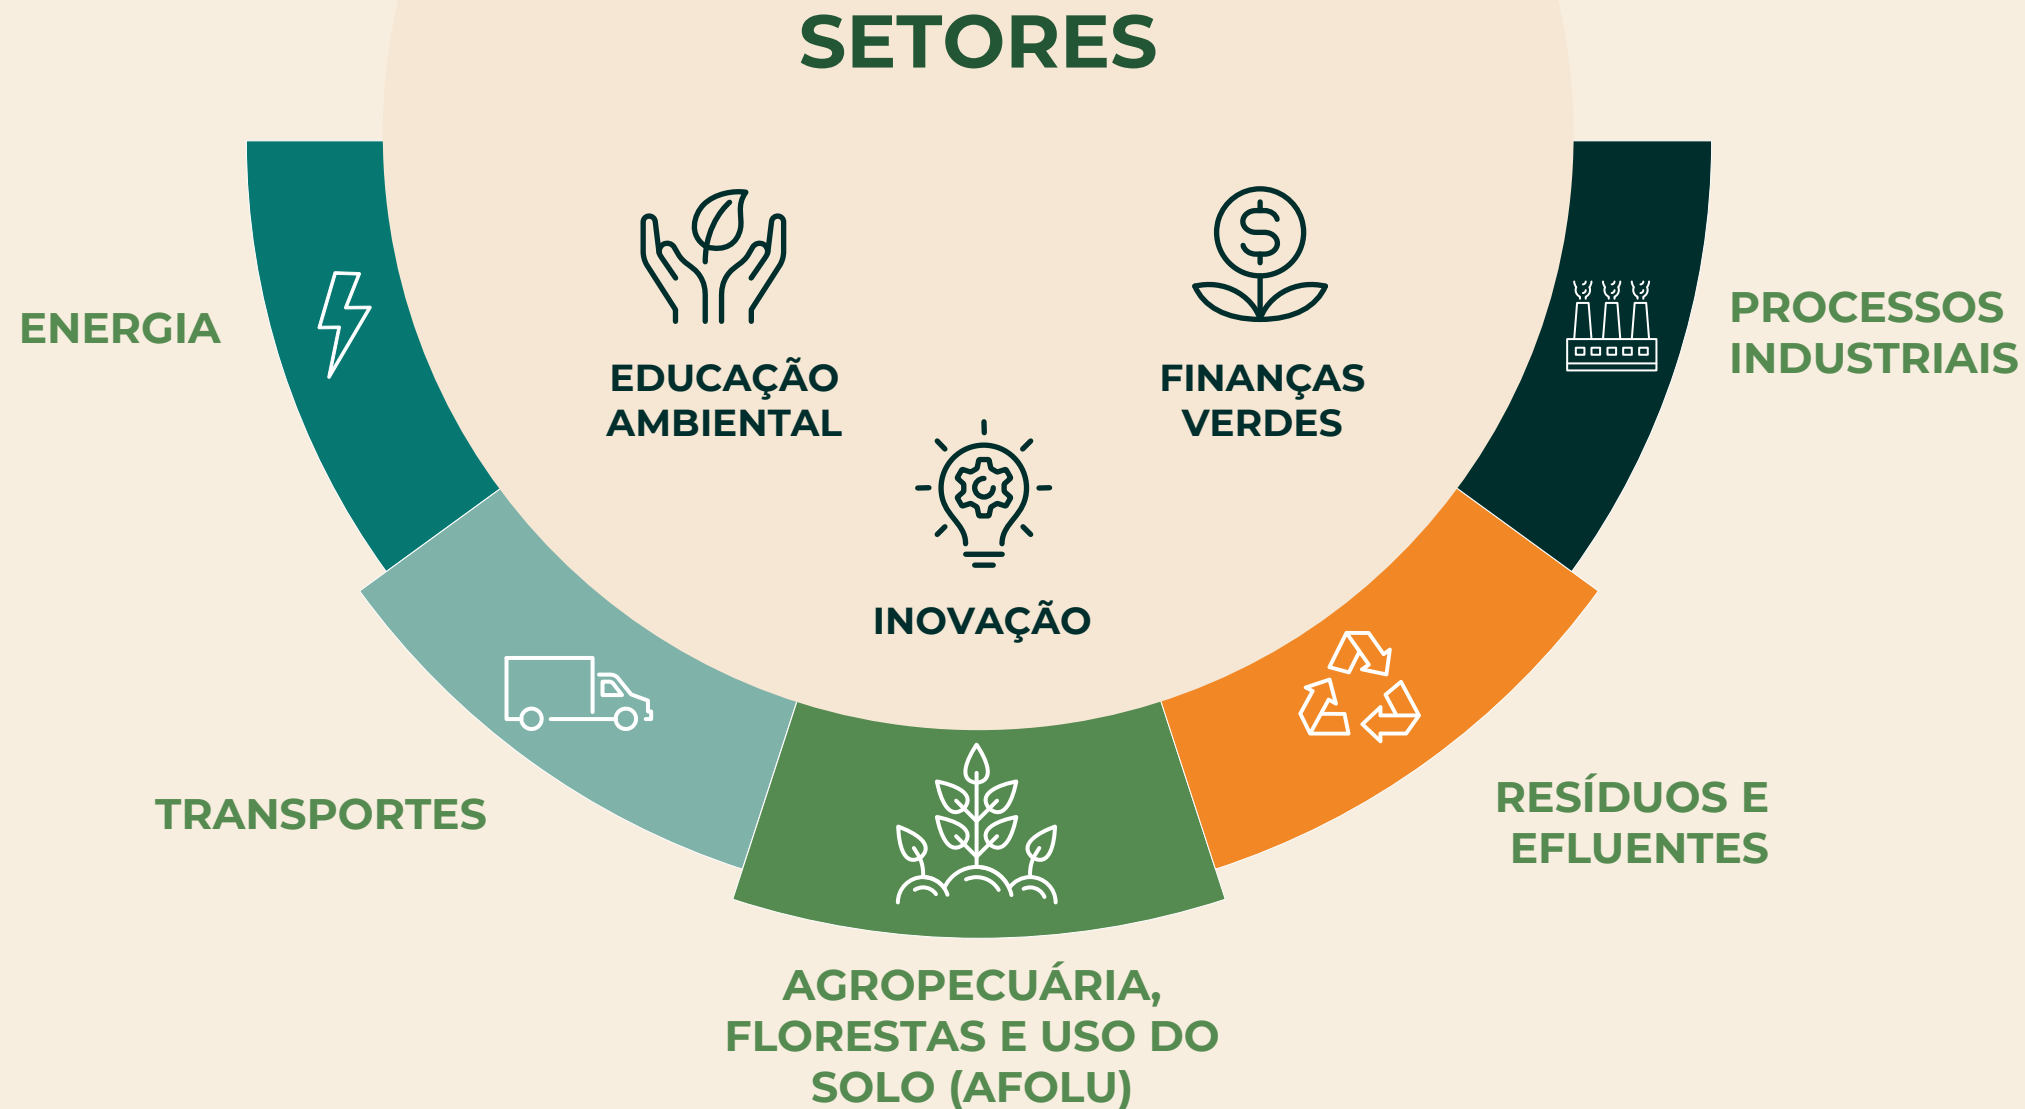 SETORES
EDUCAÇÃO
AMBIENTAL
FINANÇAS
VERDES
INOVAÇÃO
ENERGIA
TRANSPORTES
AGROPECUÁRIA,
FLORESTAS E USO DO
SOLO (AFOLU)
RESÍDUOS E
EFLUENTES
PROCESSOS
INDUSTRIAIS